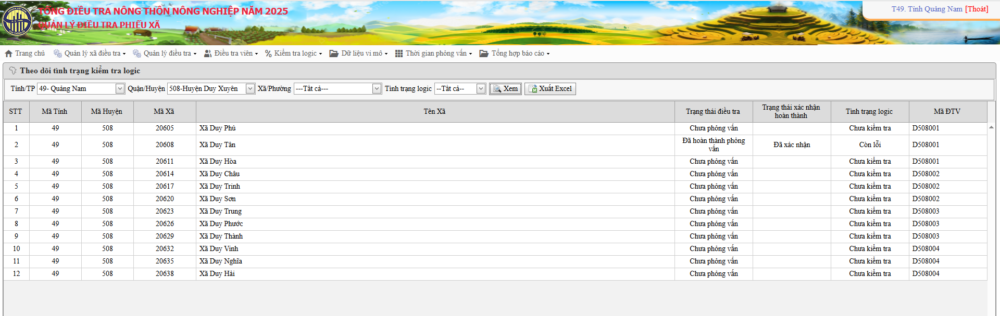 TỔNG ĐIỀU TRA NÔNG THÔN NÔNG NGHIỆP NĂM 2025
QUẢN LÝ ĐIỀU TRA PHIẾU XÃ
T49. Tỉnh Quảng Nam [Thoát]
Trang chủ Quản lý xã điều tra Quản lý điều tra Điều tra viên Kiểm tra logic Dữ liệu vi mô Thời gian phỏng vấn Tổng hợp báo cáo
Theo dõi tình trạng kiểm tra logic
Tỉnh/TP 49- Quảng Nam Quận/Huyện 508-Huyện Duy Xuyên Xã/Phường ---Tất cả--- Tình trạng logic --Tất cả-- Xem Xuất Excel
STT Mã Tỉnh Mã Huyện Mã Xã Tên Xã Trạng thái điều tra Trạng thái xác nhận hoàn thành Tình trạng logic Mã ĐTV
1 49 508 20605 Xã Duy Phú Chưa phỏng vấn Chưa kiểm tra D508001
2 49 508 20608 Xã Duy Tân Đã hoàn thành phỏng vấn Đã xác nhận Còn lỗi D508001
3 49 508 20611 Xã Duy Hòa Chưa phỏng vấn Chưa kiểm tra D508001
4 49 508 20614 Xã Duy Châu Chưa phỏng vấn Chưa kiểm tra D508002
5 49 508 20617 Xã Duy Trinh Chưa phỏng vấn Chưa kiểm tra D508002
6 49 508 20620 Xã Duy Sơn Chưa phỏng vấn Chưa kiểm tra D508002
7 49 508 20623 Xã Duy Trung Chưa phỏng vấn Chưa kiểm tra D508003
8 49 508 20626 Xã Duy Phước Chưa phỏng vấn Chưa kiểm tra D508003
9 49 508 20629 Xã Duy Thành Chưa phỏng vấn Chưa kiểm tra D508003
10 49 508 20632 Xã Duy Vinh Chưa phỏng vấn Chưa kiểm tra D508004
11 49 508 20635 Xã Duy Nghĩa Chưa phỏng vấn Chưa kiểm tra D508004
12 49 508 20638 Xã Duy Hải Chưa phỏng vấn Chưa kiểm tra D508004